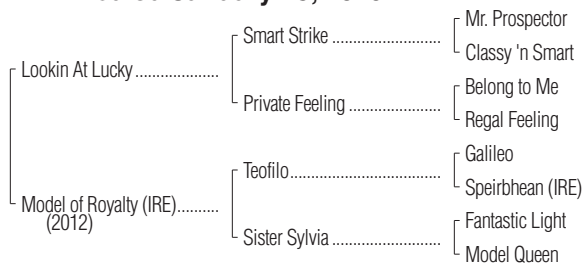 Mr. Prospector
Smart Strike
Classy 'n Smart
Lookin At Lucky
Belong to Me
Private Feeling
Regal Feeling
Galileo
Teofilo
Speirbhean (IRE)
Model of Royalty (IRE)
(2012)
Fantastic Light
Sister Sylvia
Model Queen